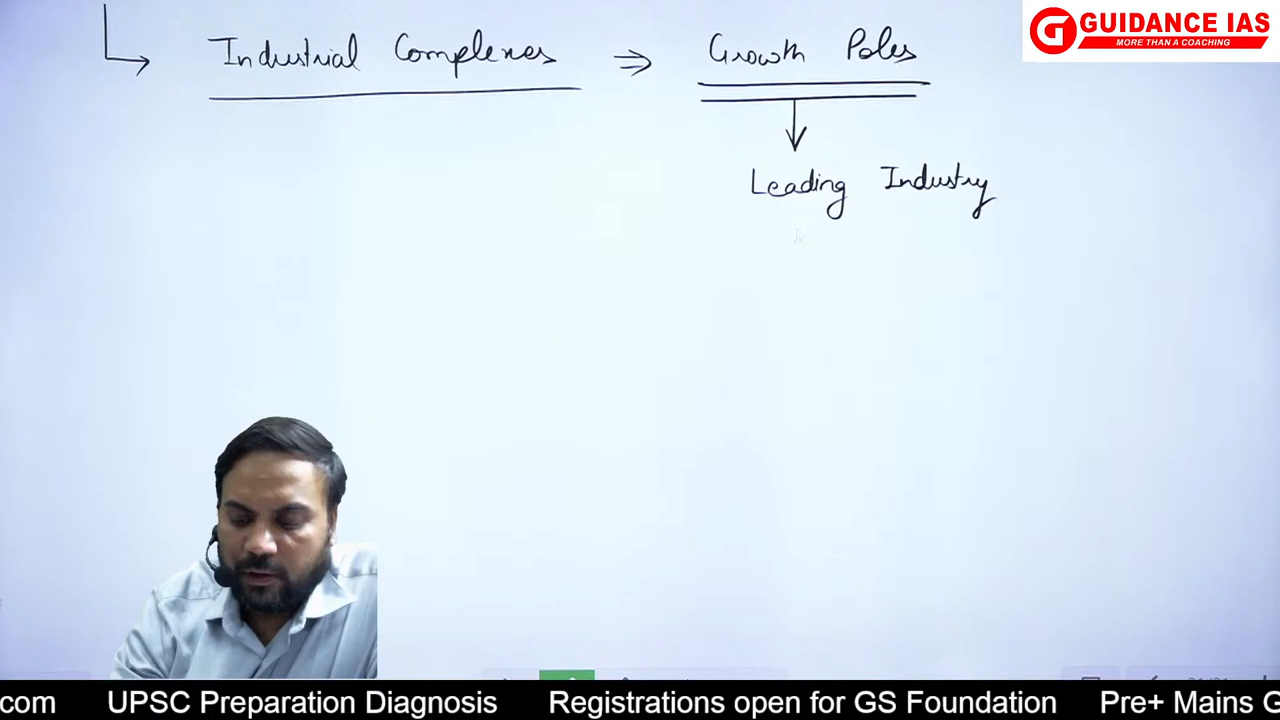 Industrial Complexes ⇒ Growth Poles
GUIDANCE IAS
MORE THAN A COACHING
Leading Industry
.com UPSC Preparation Diagnosis Registrations open for GS Foundation Pre+ Mains G